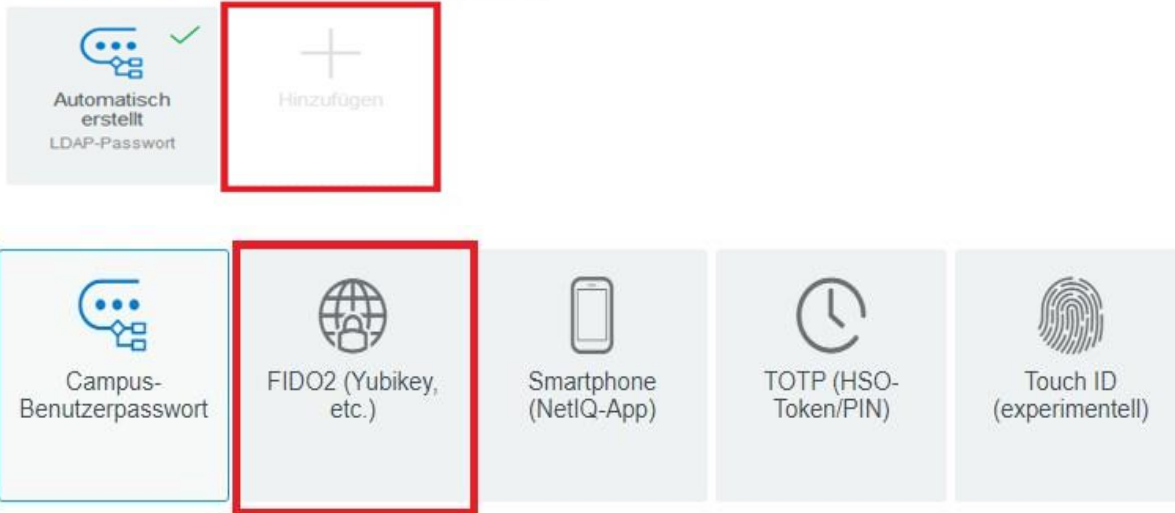 Automatisch
erstellt
LDAP-Passwort
Hinzufügen
Campus-
Benutzerpasswort
FIDO2 (Yubikey,
etc.)
Smartphone
(NetIQ-App)
TOTP (HSO-
Token/PIN)
Touch ID
(experimentell)